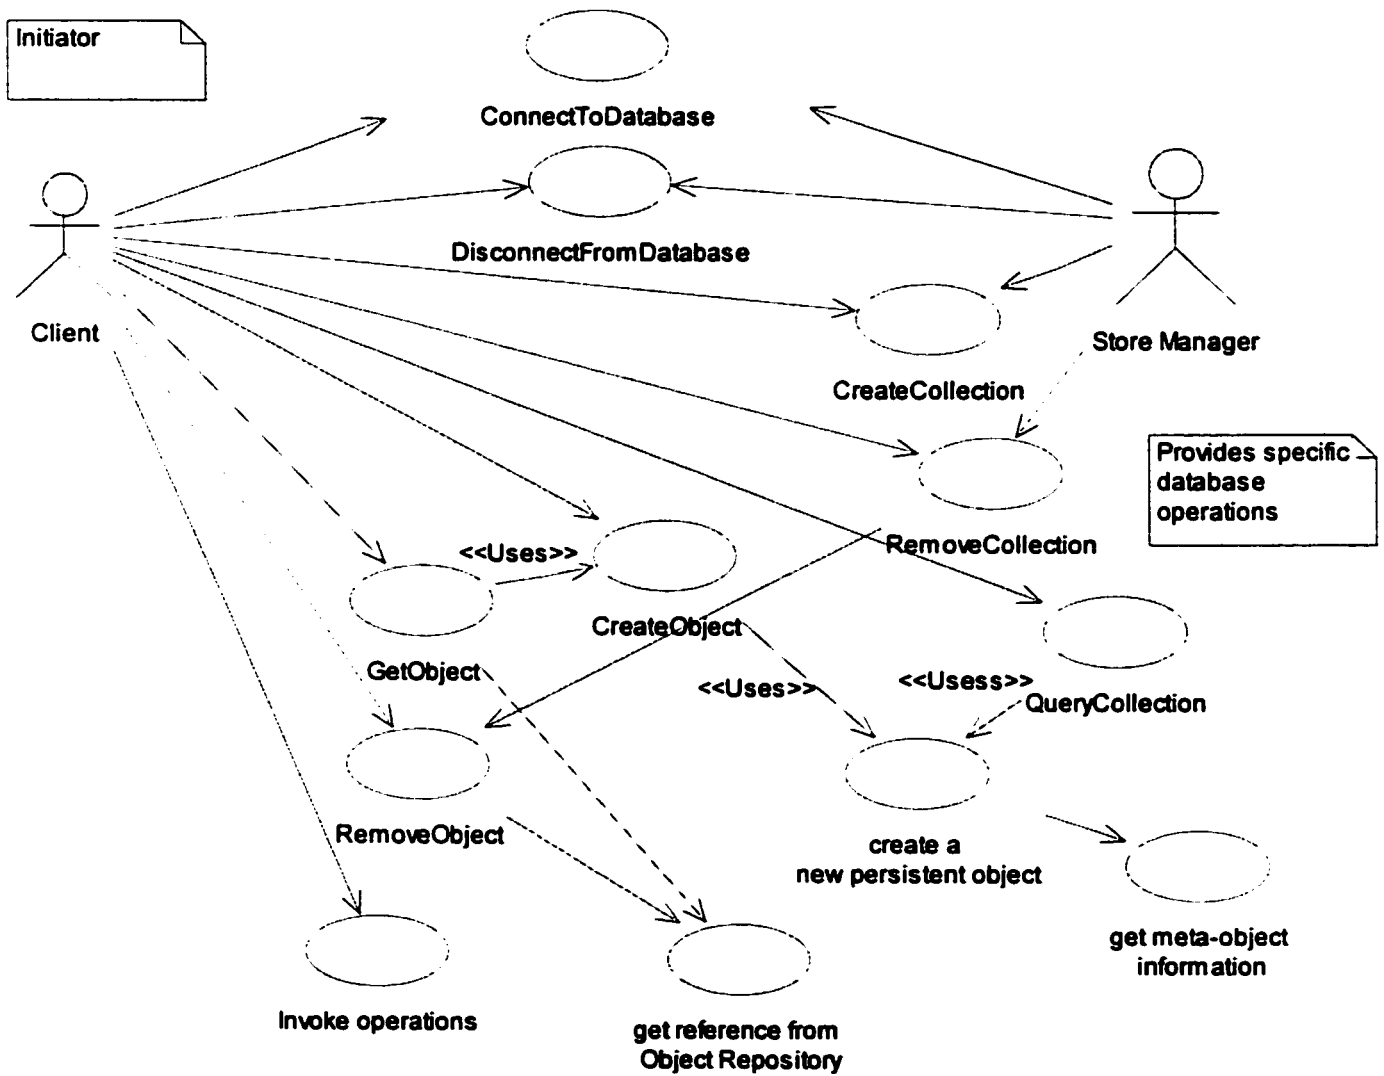 Initiator
ConnectToDatabase
DisconnectFromDatabase
Client
Store Manager
CreateCollection
Provides specific
database
operations
<<Uses>>
RemoveCollection
CreateObject
GetObject
<<Uses>>
<<Usess>>
QueryCollection
RemoveObject
create a
new persistent object
get meta-object
information
Invoke operations
get reference from
Object Repository